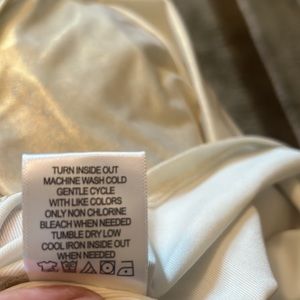 TURN INSIDE OUT
MACHINE WASH COLD
GENTLE CYCLE
WITH LIKE COLORS
ONLY NON CHLORINE
BLEACH WHEN NEEDED
TUMBLE DRY LOW
COOL IRON INSIDE OUT
WHEN NEEDED